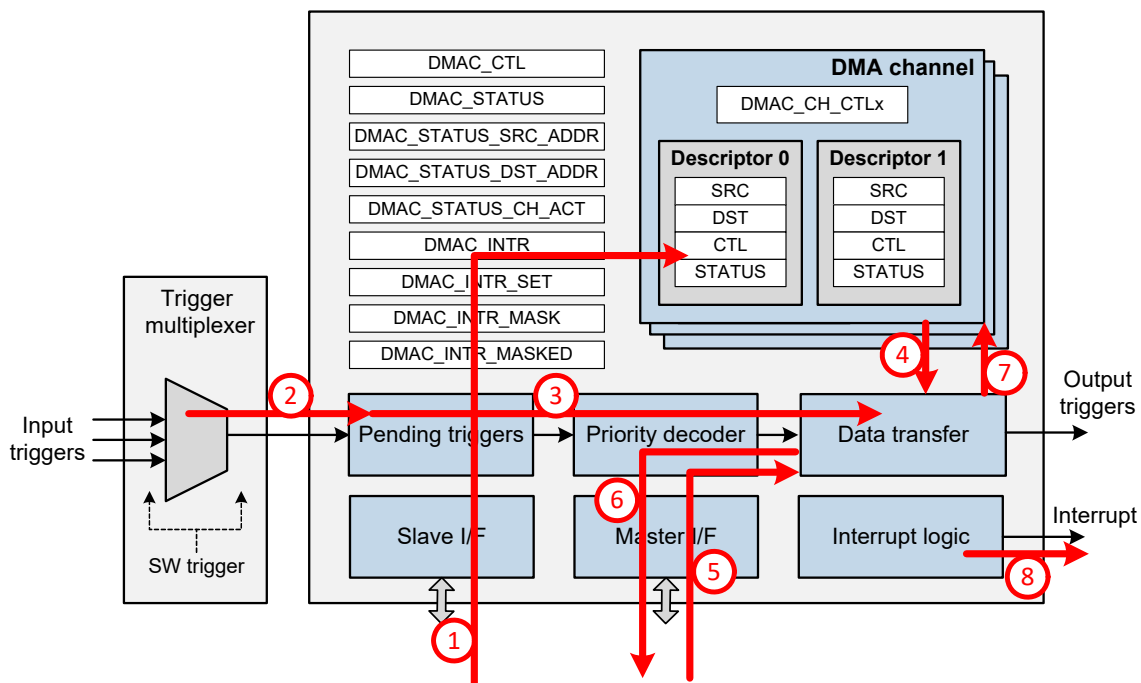 DMAC_CTL
DMAC_STATUS
DMAC_STATUS_SRC_ADDR
DMAC_STATUS_DST_ADDR
DMAC_STATUS_CH_ACT
DMAC_INTR
DMAC_INTR_SET
DMAC_INTR_MASK
DMAC_INTR_MASKED
DMA channel
DMAC_CH_CTLx
Descriptor 0
SRC
DST
CTL
STATUS
Descriptor 1
SRC
DST
CTL
STATUS
Trigger
multiplexer
Input
triggers
SW trigger
2
3
4
7
Pending triggers
Priority decoder
Data transfer
Output
triggers
6
5
Slave I/F
Master I/F
Interrupt logic
Interrupt
8
1